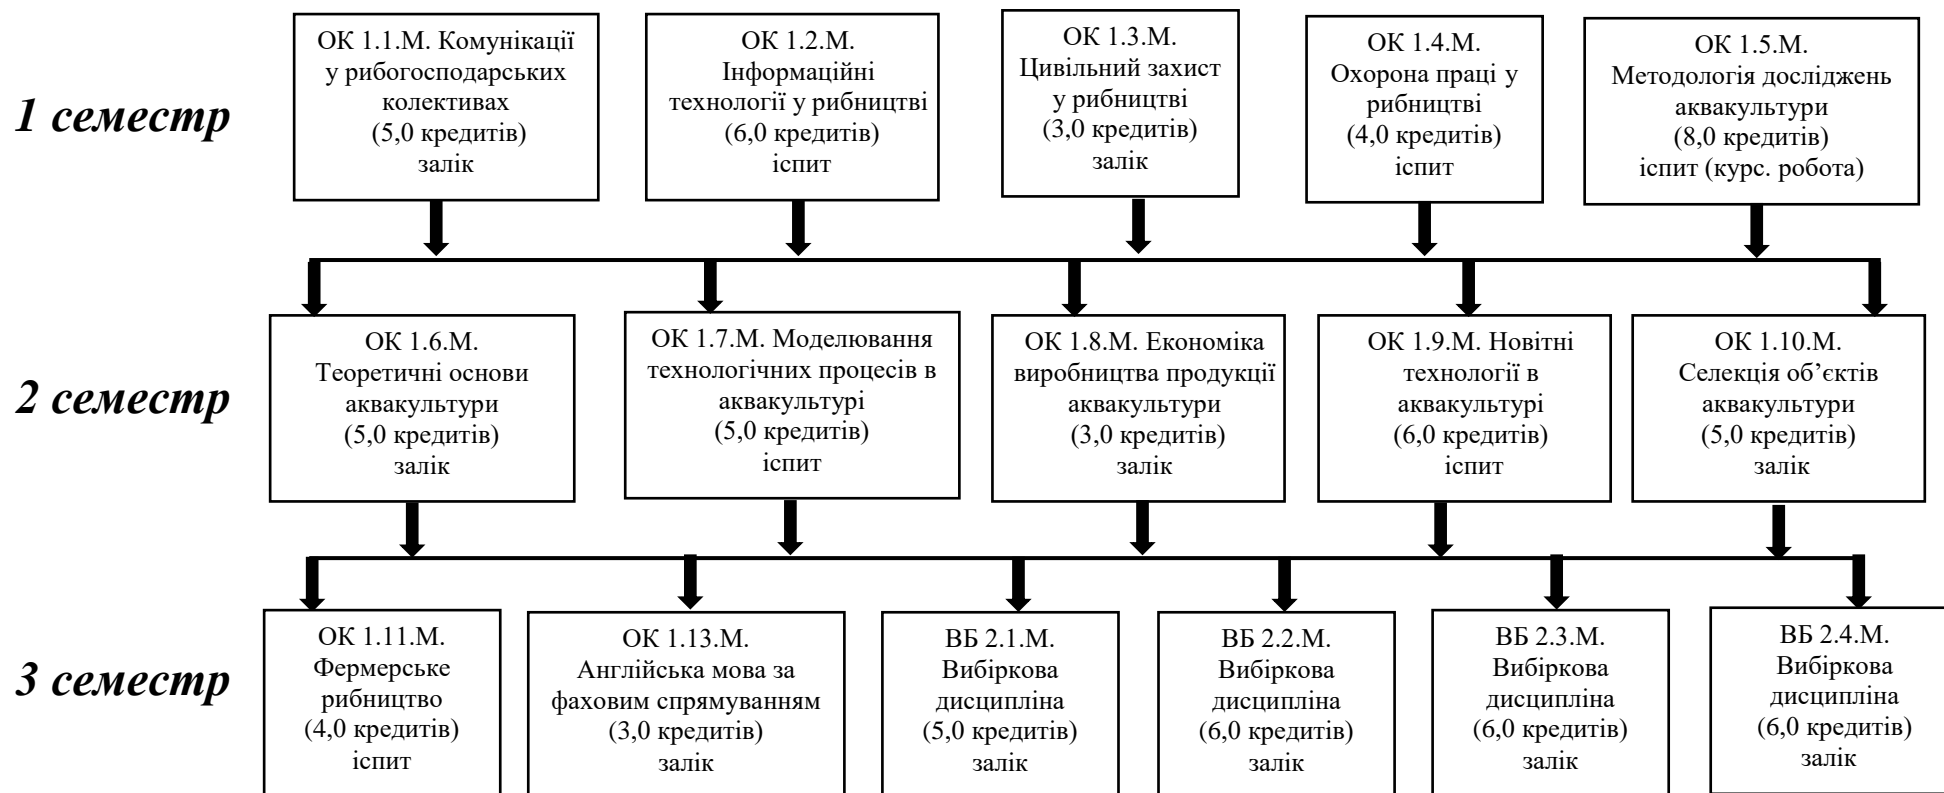 1 семестр
ОК 1.1.М. Комунікації
у рибогосподарських
колективах
(5,0 кредитів)
залік
ОК 1.2.М.
Інформаційні
технології у рибництві
(6,0 кредитів)
іспит
ОК 1.3.М.
Цивільний захист
у рибництві
(3,0 кредитів)
залік
ОК 1.4.М.
Охорона праці у
рибництві
(4,0 кредитів)
іспит
ОК 1.5.М.
Методологія досліджень
аквакультури
(8,0 кредитів)
іспит (курс. робота)
2 семестр
ОК 1.6.М.
Теоретичні основи
аквакультури
(5,0 кредитів)
залік
ОК 1.7.М. Моделювання
технологічних процесів в
аквакультурі
(5,0 кредитів)
іспит
ОК 1.8.М. Економіка
виробництва продукції
аквакультури
(3,0 кредитів)
залік
ОК 1.9.М. Новітні
технології в
аквакультурі
(6,0 кредитів)
іспит
ОК 1.10.М.
Селекція об’єктів
аквакультури
(5,0 кредитів)
залік
3 семестр
ОК 1.11.М.
Фермерське
рибництво
(4,0 кредитів)
іспит
ОК 1.13.М.
Англійська мова за
фаховим спрямуванням
(3,0 кредитів)
залік
ВБ 2.1.М.
Вибіркова
дисципліна
(5,0 кредитів)
залік
ВБ 2.2.М.
Вибіркова
дисципліна
(6,0 кредитів)
залік
ВБ 2.3.М.
Вибіркова
дисципліна
(6,0 кредитів)
залік
ВБ 2.4.М.
Вибіркова
дисципліна
(6,0 кредитів)
залік